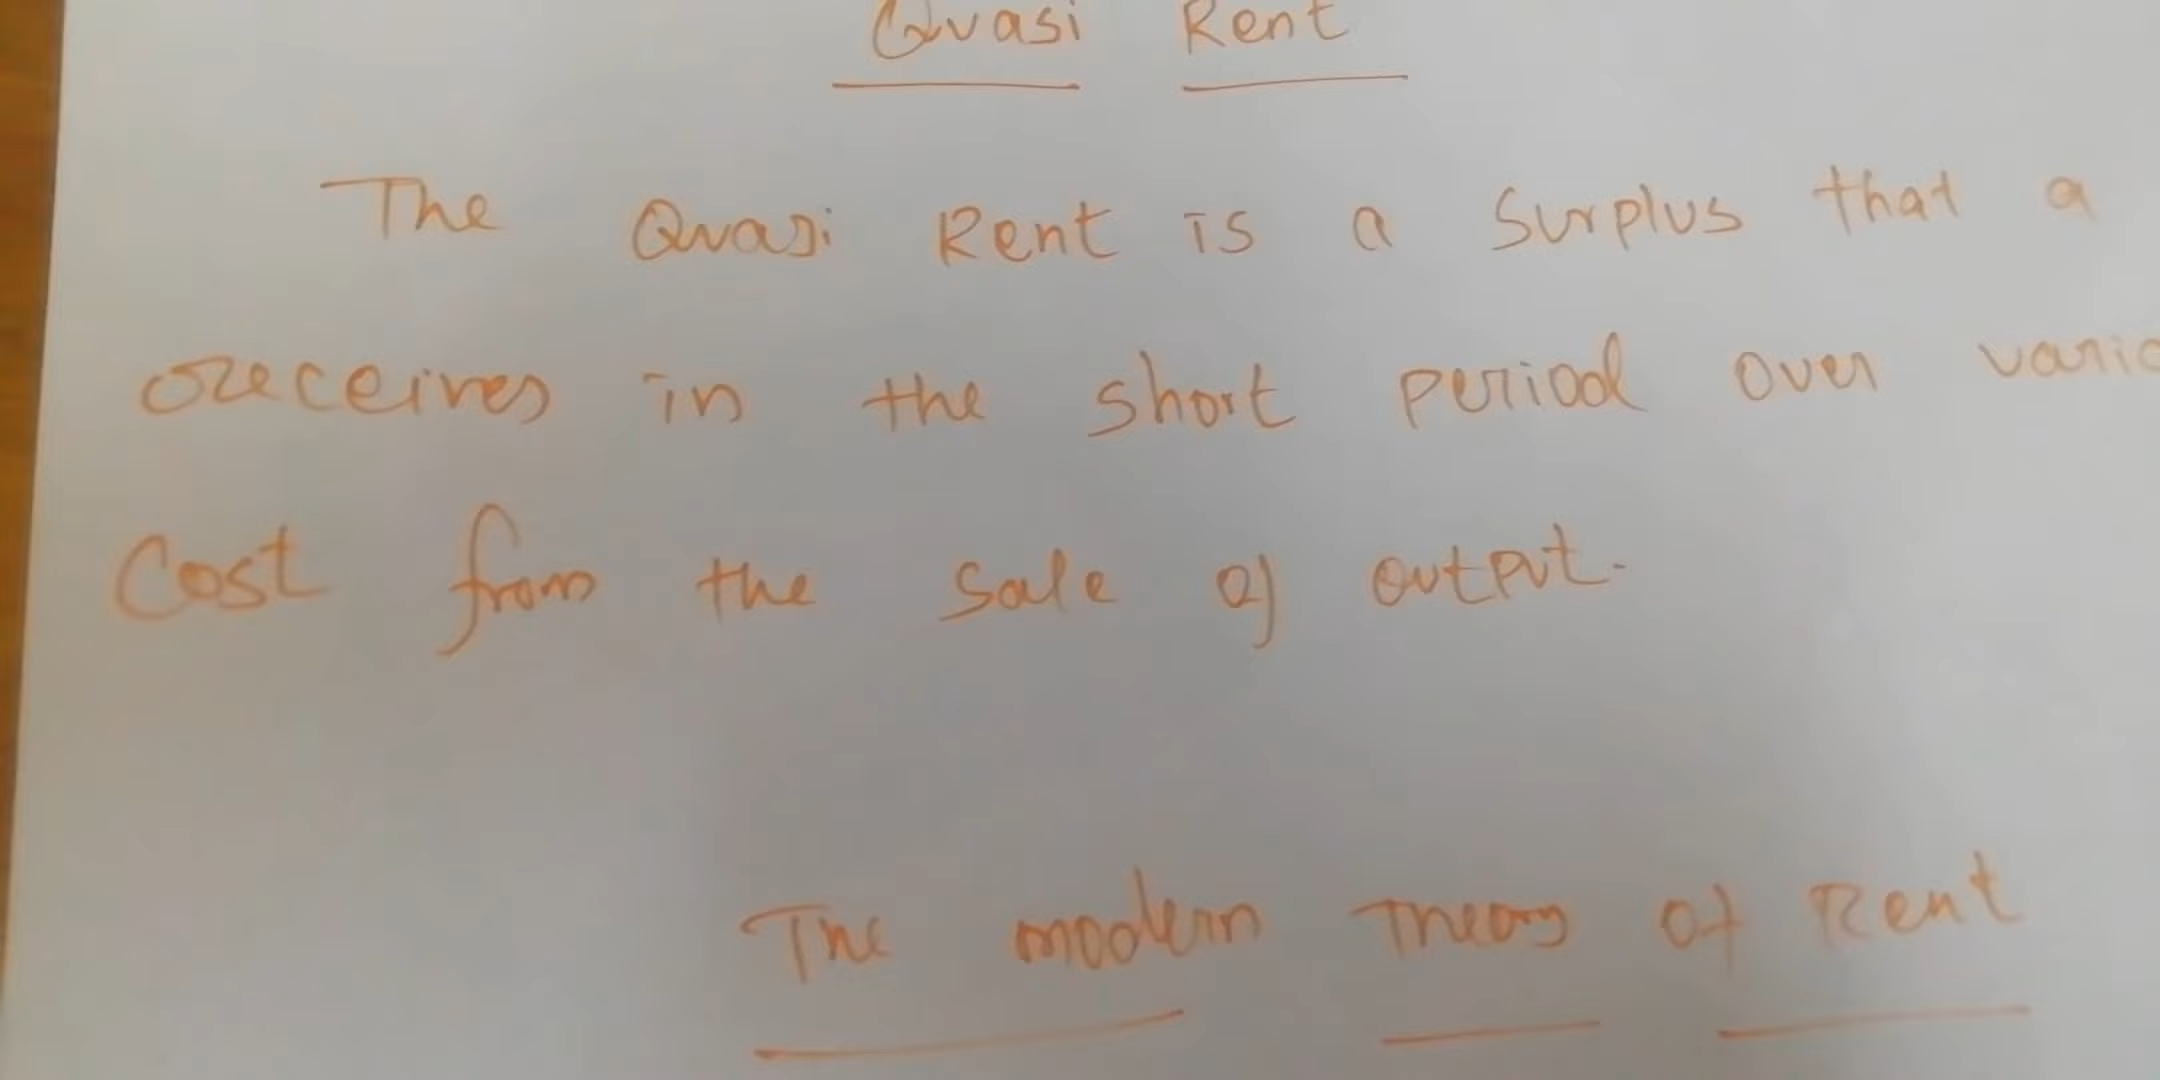 Quasi Rent
The Quasi Rent is a Surplus that a
receives in the short period over
Cost from the Sale of output.
The modern Theory of Rent